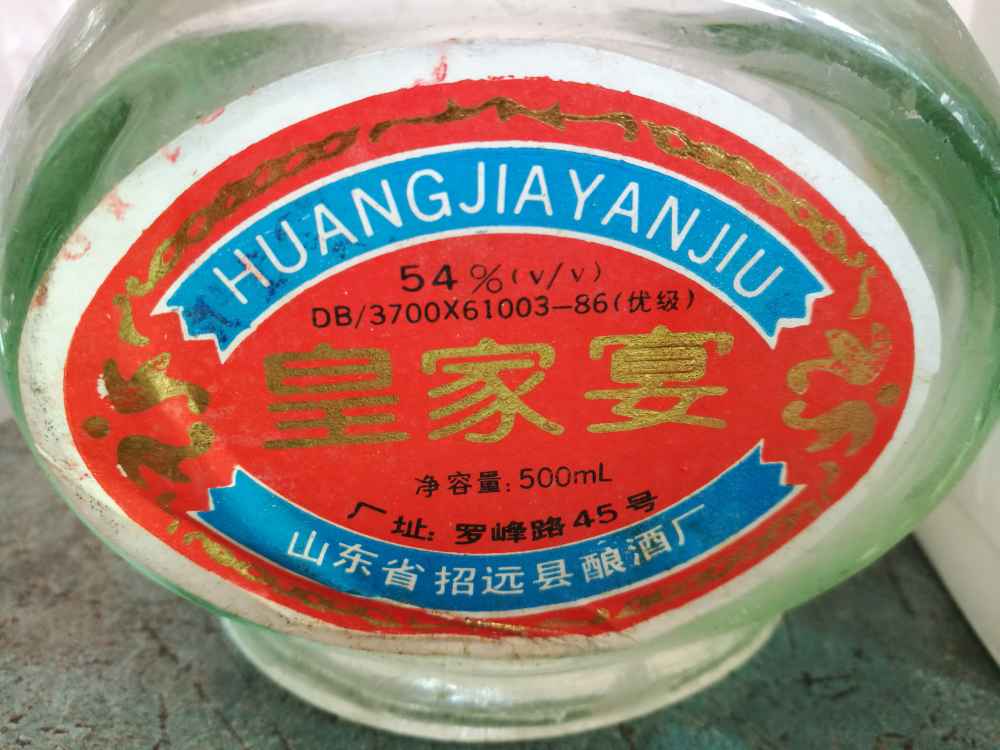 HUANGJIAYANJIU
54%(v/v)
DB/3700X61003-86(优级)
皇家宴
净容量:500mL
厂址:罗峰路45号
山东省招远县酿酒厂